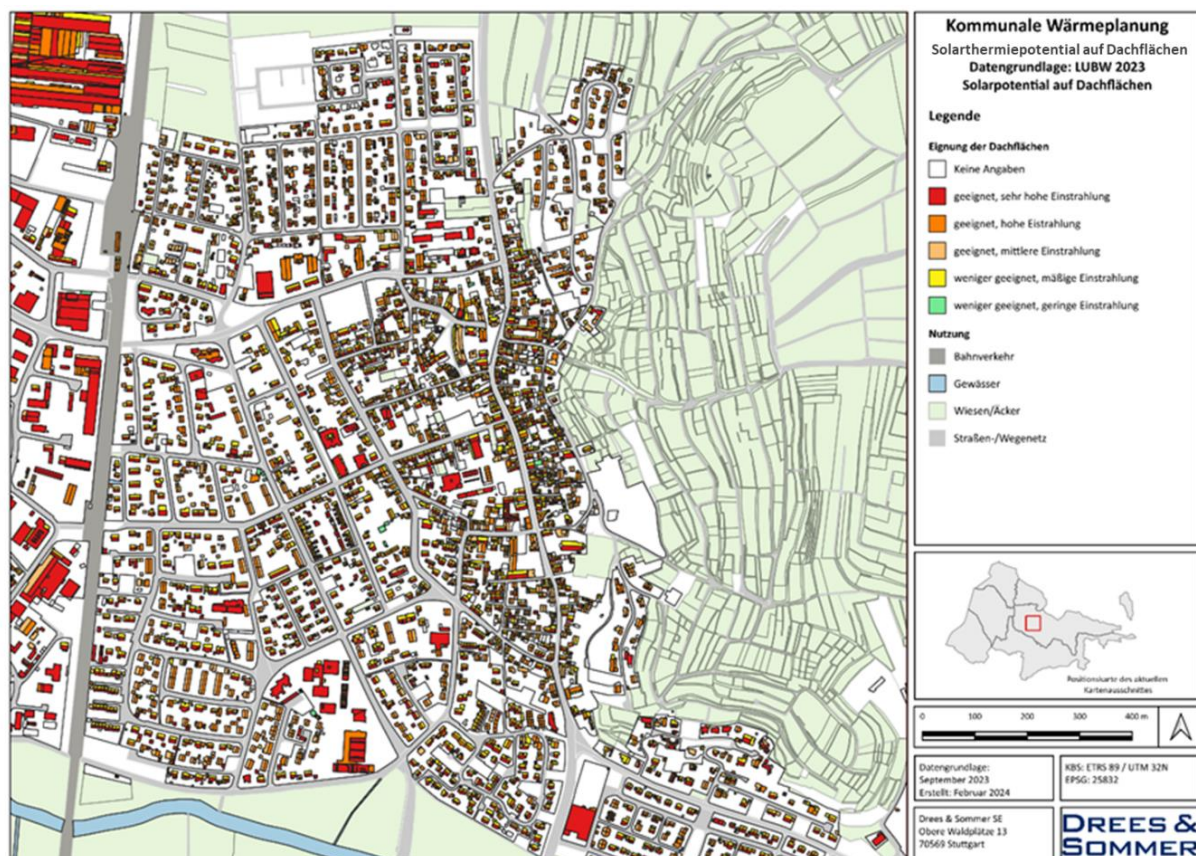 Kommunale Wärmeplanung
Solarthermiepotential auf Dachflächen
Datengrundlage: LUBW 2023
Solarpotential auf Dachflächen
Legende
Eignung der Dachflächen
Keine Angaben
geeignet, sehr hohe Einstrahlung
geeignet, hohe Eistrahlung
geeignet, mittlere Einstrahlung
weniger geeignet, mäßige Einstrahlung
weniger geeignet, geringe Einstrahlung
Nutzung
Bahnverkehr
Gewässer
Wiesen/Äcker
Straßen-/Wegenetz
Positionskarte des aktuellen
Kartenausschnittes
0 100 200 300 400 m
Datengrundlage:
September 2023
Erstellt: Februar 2024
KBS: ETRS 89 / UTM 32N
EPSG: 25832
Drees & Sommer SE
Obere Waldplätze 13
70569 Stuttgart
DREES &
SOMMER